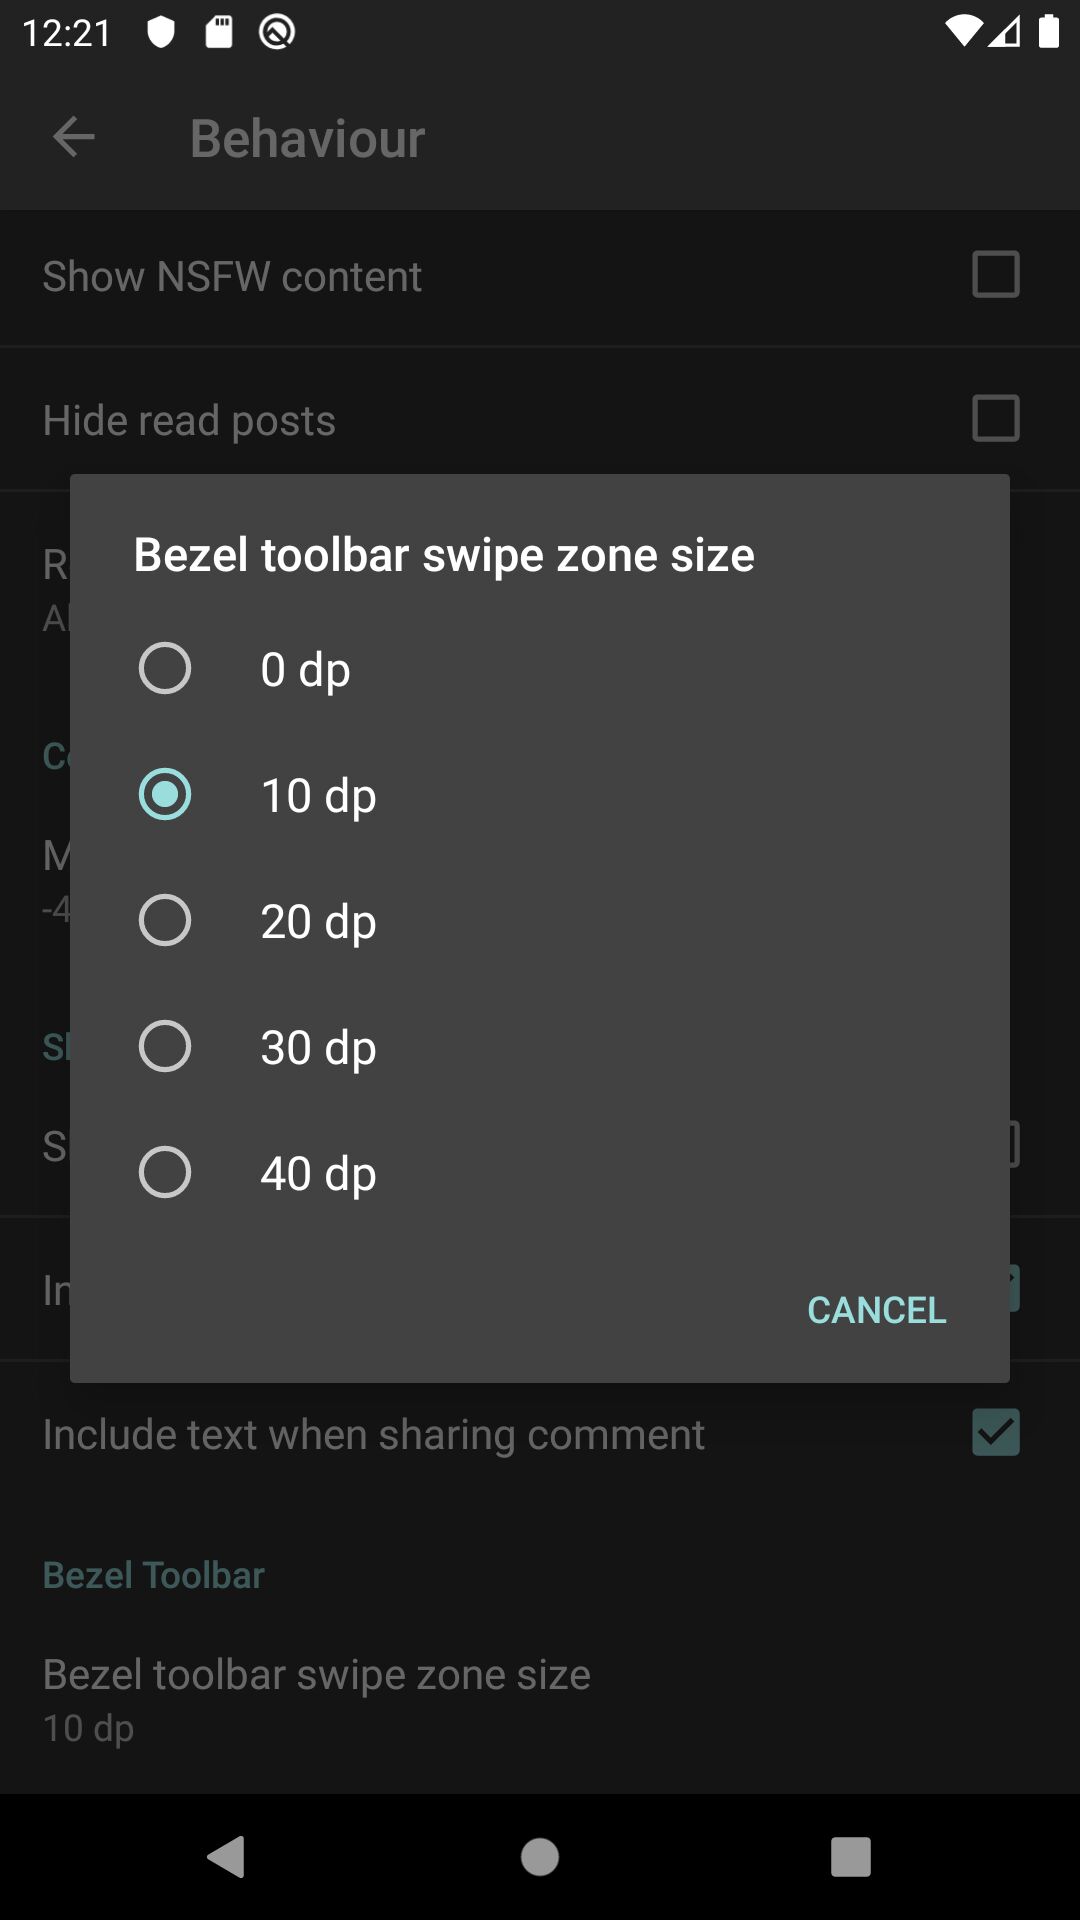 12:21
Behaviour
Show NSFW content
Hide read posts
Bezel toolbar swipe zone size
0 dp
10 dp
20 dp
30 dp
40 dp
CANCEL
Include text when sharing comment
Bezel Toolbar
Bezel toolbar swipe zone size
10 dp